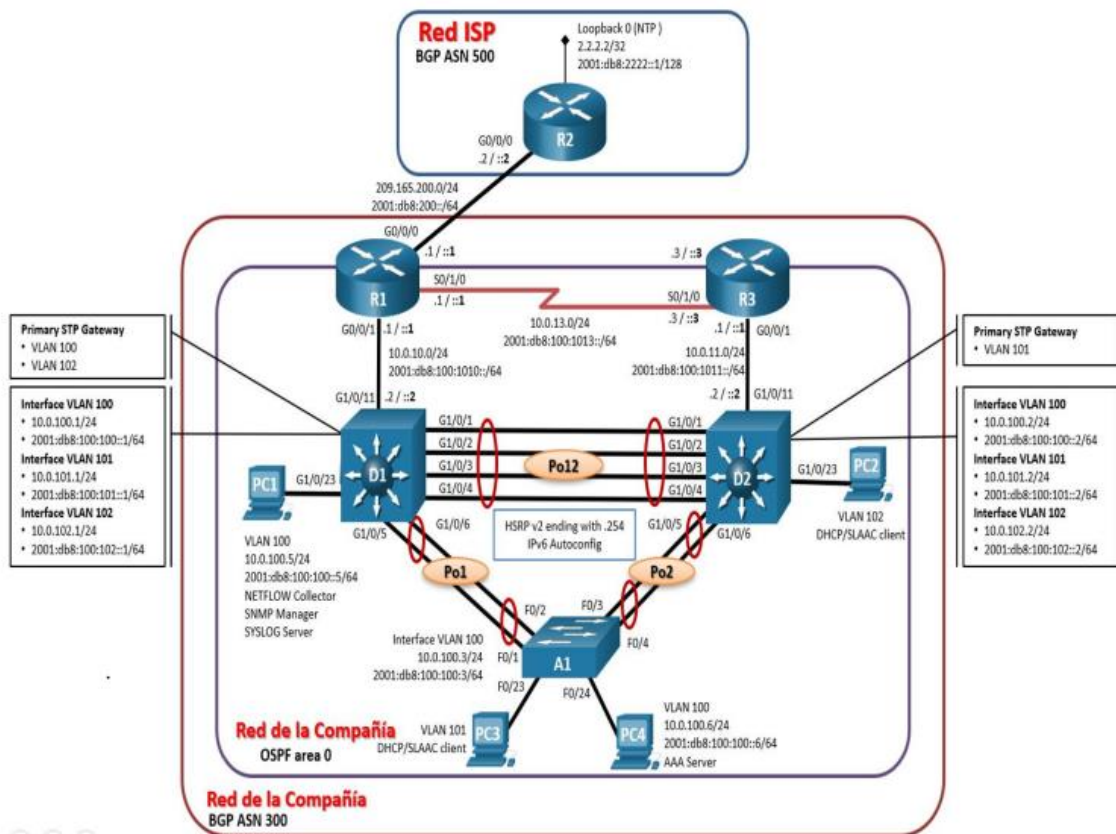 Red ISP
BGP ASN 500
Loopback 0 (NTP )
2.2.2.2/32
2001:db8:2222::1/128
R2
G0/0/0
.2 / ::2
209.165.200.0/24
2001:db8:200::/64
G0/0/0
.1 / ::1
.3 / ::3
R1
S0/1/0
.1 / ::1
S0/1/0
.3 / ::3
R3
10.0.13.0/24
2001:db8:100:1013::/64
G0/0/1
.1 / ::1
.1 / ::1
G0/0/1
10.0.10.0/24
2001:db8:100:1010::/64
10.0.11.0/24
2001:db8:100:1011::/64
G1/0/11
.2 / ::2
.2 / ::2
G1/0/11
Primary STP Gateway
• VLAN 100
• VLAN 102
Primary STP Gateway
• VLAN 101
Interface VLAN 100
• 10.0.100.1/24
• 2001:db8:100:100::1/64
Interface VLAN 101
• 10.0.101.1/24
• 2001:db8:100:101::1/64
Interface VLAN 102
• 10.0.102.1/24
• 2001:db8:100:102::1/64
Interface VLAN 100
• 10.0.100.2/24
• 2001:db8:100:100::2/64
Interface VLAN 101
• 10.0.101.2/24
• 2001:db8:100:101::2/64
Interface VLAN 102
• 10.0.102.2/24
• 2001:db8:100:102::2/64
D1
G1/0/1
G1/0/2
G1/0/3
G1/0/4
Po12
G1/0/1
G1/0/2
G1/0/3
G1/0/4
D2
PC1
G1/0/23
G1/0/23
PC2
VLAN 102
DHCP/SLAAC client
G1/0/5
G1/0/6
HSRP v2 ending with .254
IPv6 Autoconfig
G1/0/5
G1/0/6
VLAN 100
10.0.100.5/24
2001:db8:100:100::5/64
NETFLOW Collector
SNMP Manager
SYSLOG Server
Po1
Po2
F0/2
F0/3
F0/1
F0/4
Interface VLAN 100
10.0.100.3/24
2001:db8:100:100:3/64
A1
F0/23
F0/24
PC3
VLAN 101
DHCP/SLAAC client
PC4
VLAN 100
10.0.100.6/24
2001:db8:100:100::6/64
AAA Server
Red de la Compañía
OSPF area 0
Red de la Compañía
BGP ASN 300